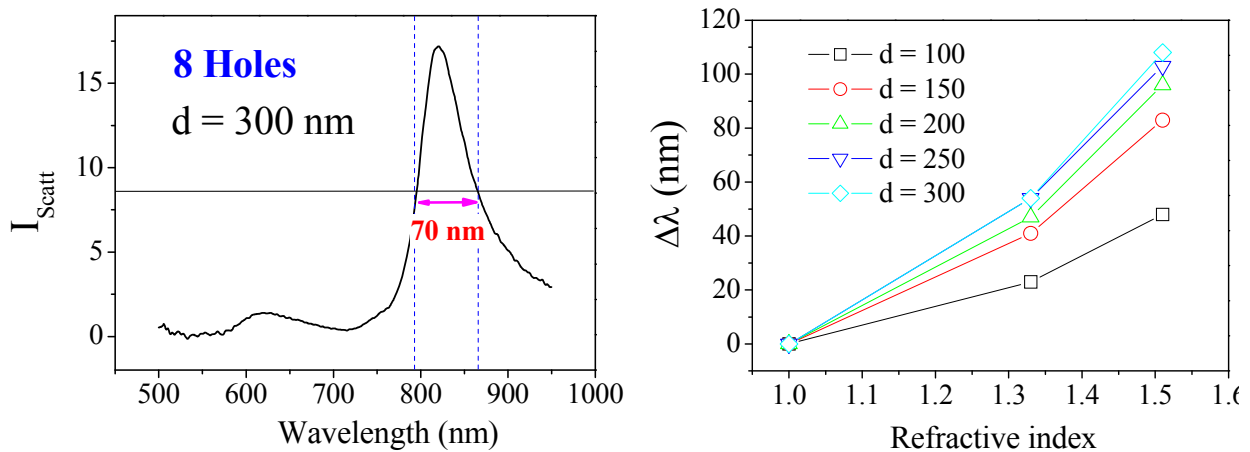 8 Holes
d = 300 nm
70 nm
I_Scatt
15
10
5
0
500 600 700 800 900 1000
Wavelength (nm)
d = 100
d = 150
d = 200
d = 250
d = 300
Δλ (nm)
120
100
80
60
40
20
0
1.0 1.1 1.2 1.3 1.4 1.5
Refractive index